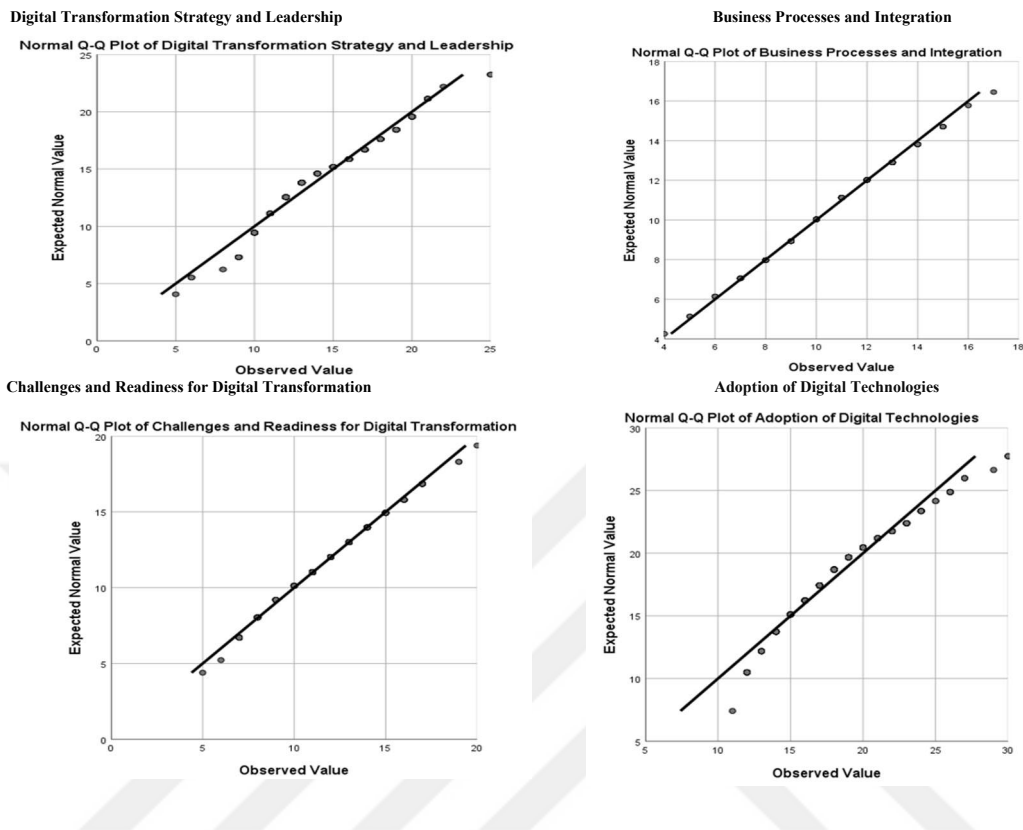 Digital Transformation Strategy and Leadership
Normal Q-Q Plot of Digital Transformation Strategy and Leadership
25
20
15
10
5
0
Expected Normal Value
0 5 10 15 20 25
Observed Value
Business Processes and Integration
Normal Q-Q Plot of Business Processes and Integration
18
16
14
12
10
8
6
4
Expected Normal Value
4 6 8 10 12 14 16 18
Observed Value
Challenges and Readiness for Digital Transformation
Normal Q-Q Plot of Challenges and Readiness for Digital Transformation
20
15
10
5
0
Expected Normal Value
0 5 10 15 20
Observed Value
Adoption of Digital Technologies
Normal Q-Q Plot of Adoption of Digital Technologies
30
25
20
15
10
5
Expected Normal Value
5 10 15 20 25 30
Observed Value